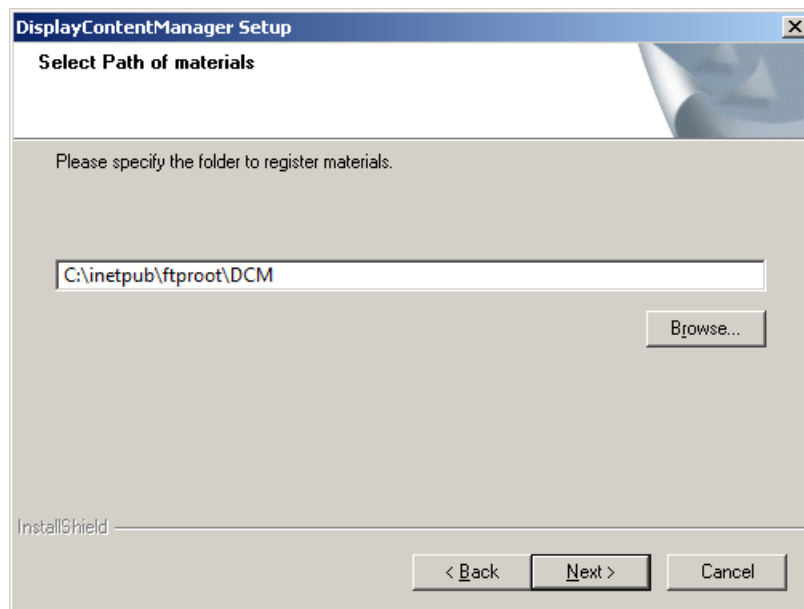 DisplayContentManager Setup
Select Path of materials
Please specify the folder to register materials.
C:\inetpub\ftproot\DCM
Browse...
InstallShield
< Back
Next >
Cancel